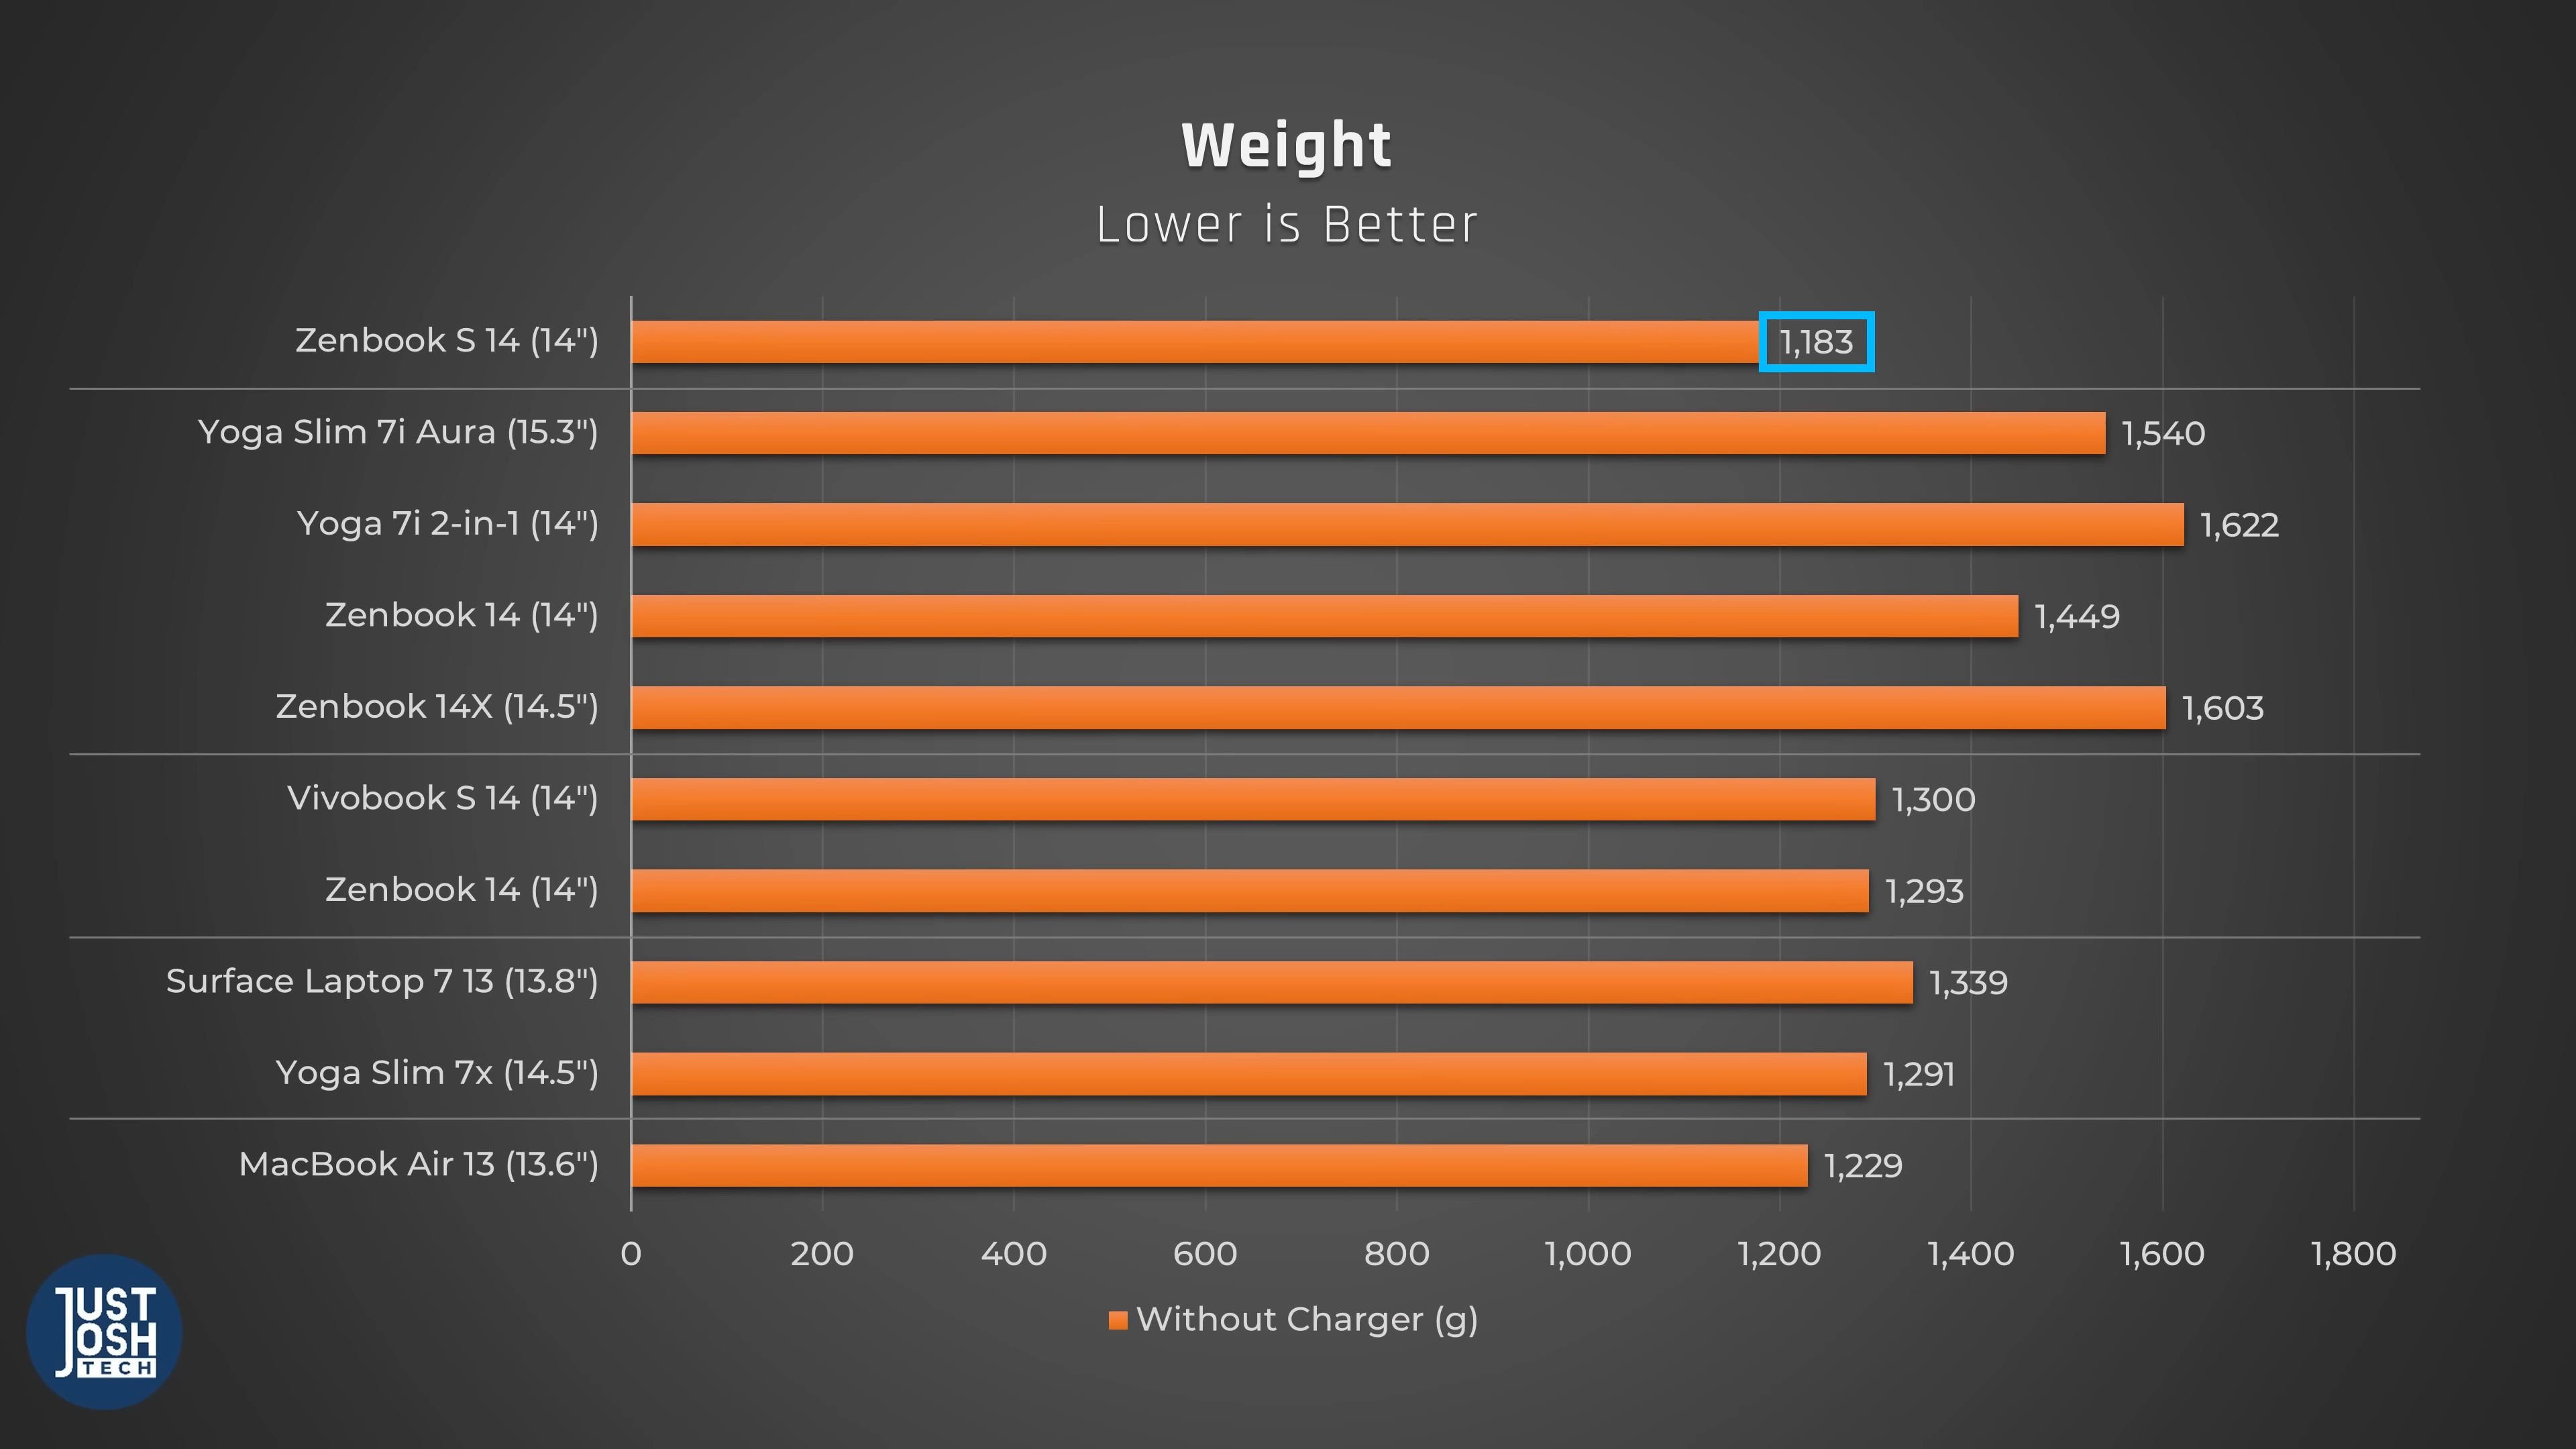 Weight
Lower is Better
Zenbook S 14 (14") 1,183
Yoga Slim 7i Aura (15.3") 1,540
Yoga 7i 2-in-1 (14") 1,622
Zenbook 14 (14") 1,449
Zenbook 14X (14.5") 1,603
Vivobook S 14 (14") 1,300
Zenbook 14 (14") 1,293
Surface Laptop 7 13 (13.8") 1,339
Yoga Slim 7x (14.5") 1,291
MacBook Air 13 (13.6") 1,229
0 200 400 600 800 1,000 1,200 1,400 1,600 1,800
Without Charger (g)
JUST
JOSH
TECH